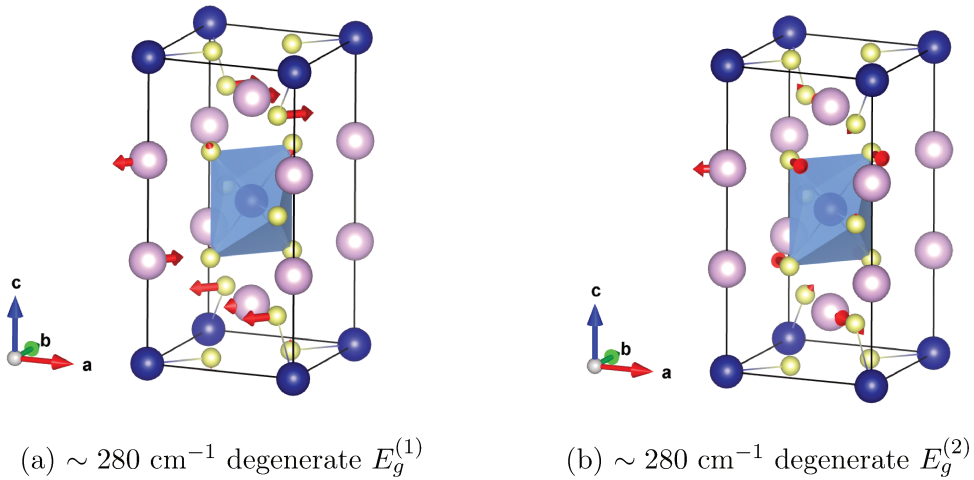 c
b
a
c
b
a
(a) ~ 280 cm⁻¹ degenerate E_g^(1)
(b) ~ 280 cm⁻¹ degenerate E_g^(2)